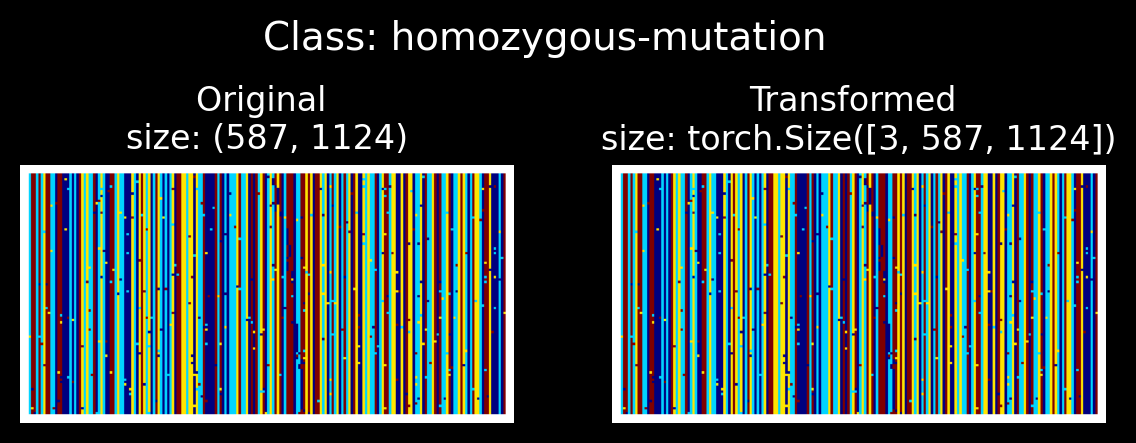 Class: homozygous-mutation
Original
size: (587, 1124)
Transformed
size: torch.Size([3, 587, 1124])